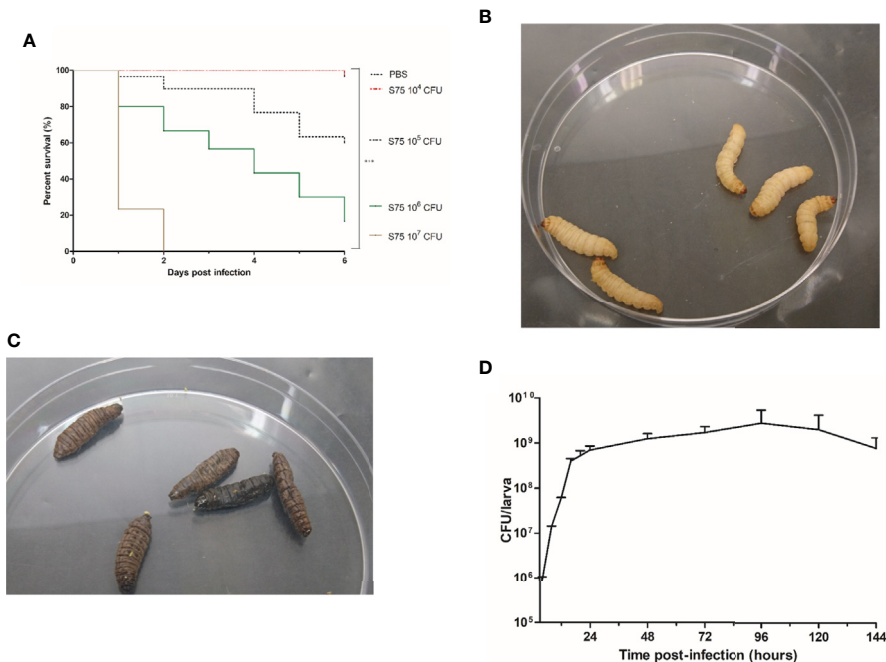 A
Percent survival (%)
100
80
60
40
20
0
0
2
4
6
Days post infection
PBS
S75 10⁴ CFU
S75 10⁵ CFU
S75 10⁶ CFU
S75 10⁷ CFU
B
C
D
CFU/larva
10¹⁰
10⁹
10⁸
10⁷
10⁶
10⁵
24
48
72
96
120
144
Time post-infection (hours)